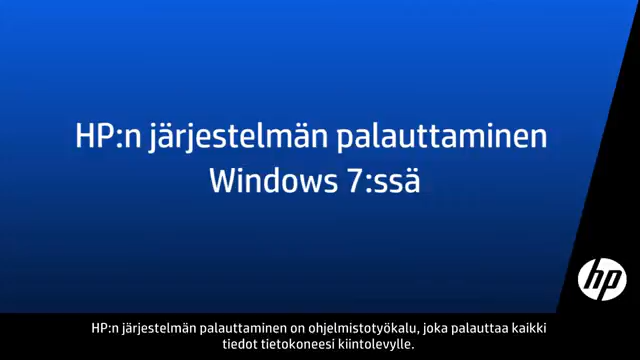 HP:n järjestelmän palauttaminen
Windows 7:ssä
hp
HP:n järjestelmän palauttaminen on ohjelmistotyökalu, joka palauttaa kaikki
tiedot tietokoneesi kiintolevylle.